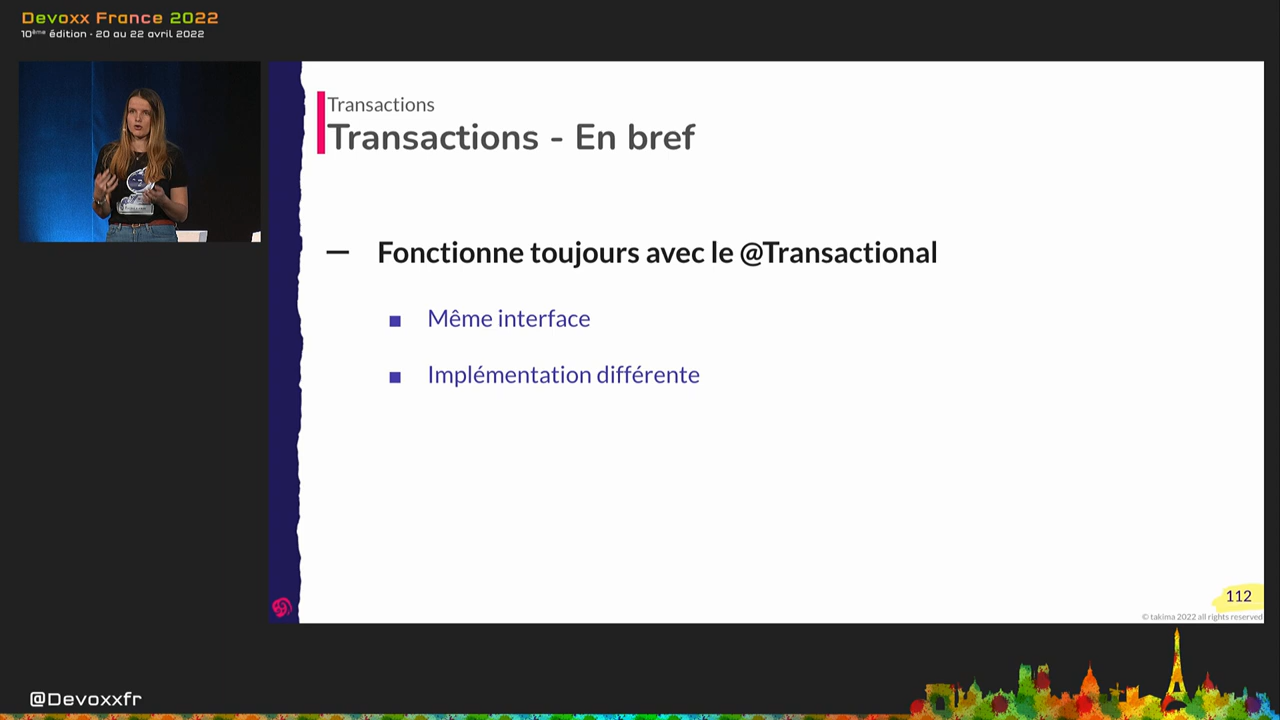 Devoxx France 2022
10ème édition - 20 au 22 avril 2022
Transactions
Transactions - En bref
— Fonctionne toujours avec le @Transactional
■ Même interface
■ Implémentation différente
112
© takima 2022 all rights reserved
@Devoxxfr